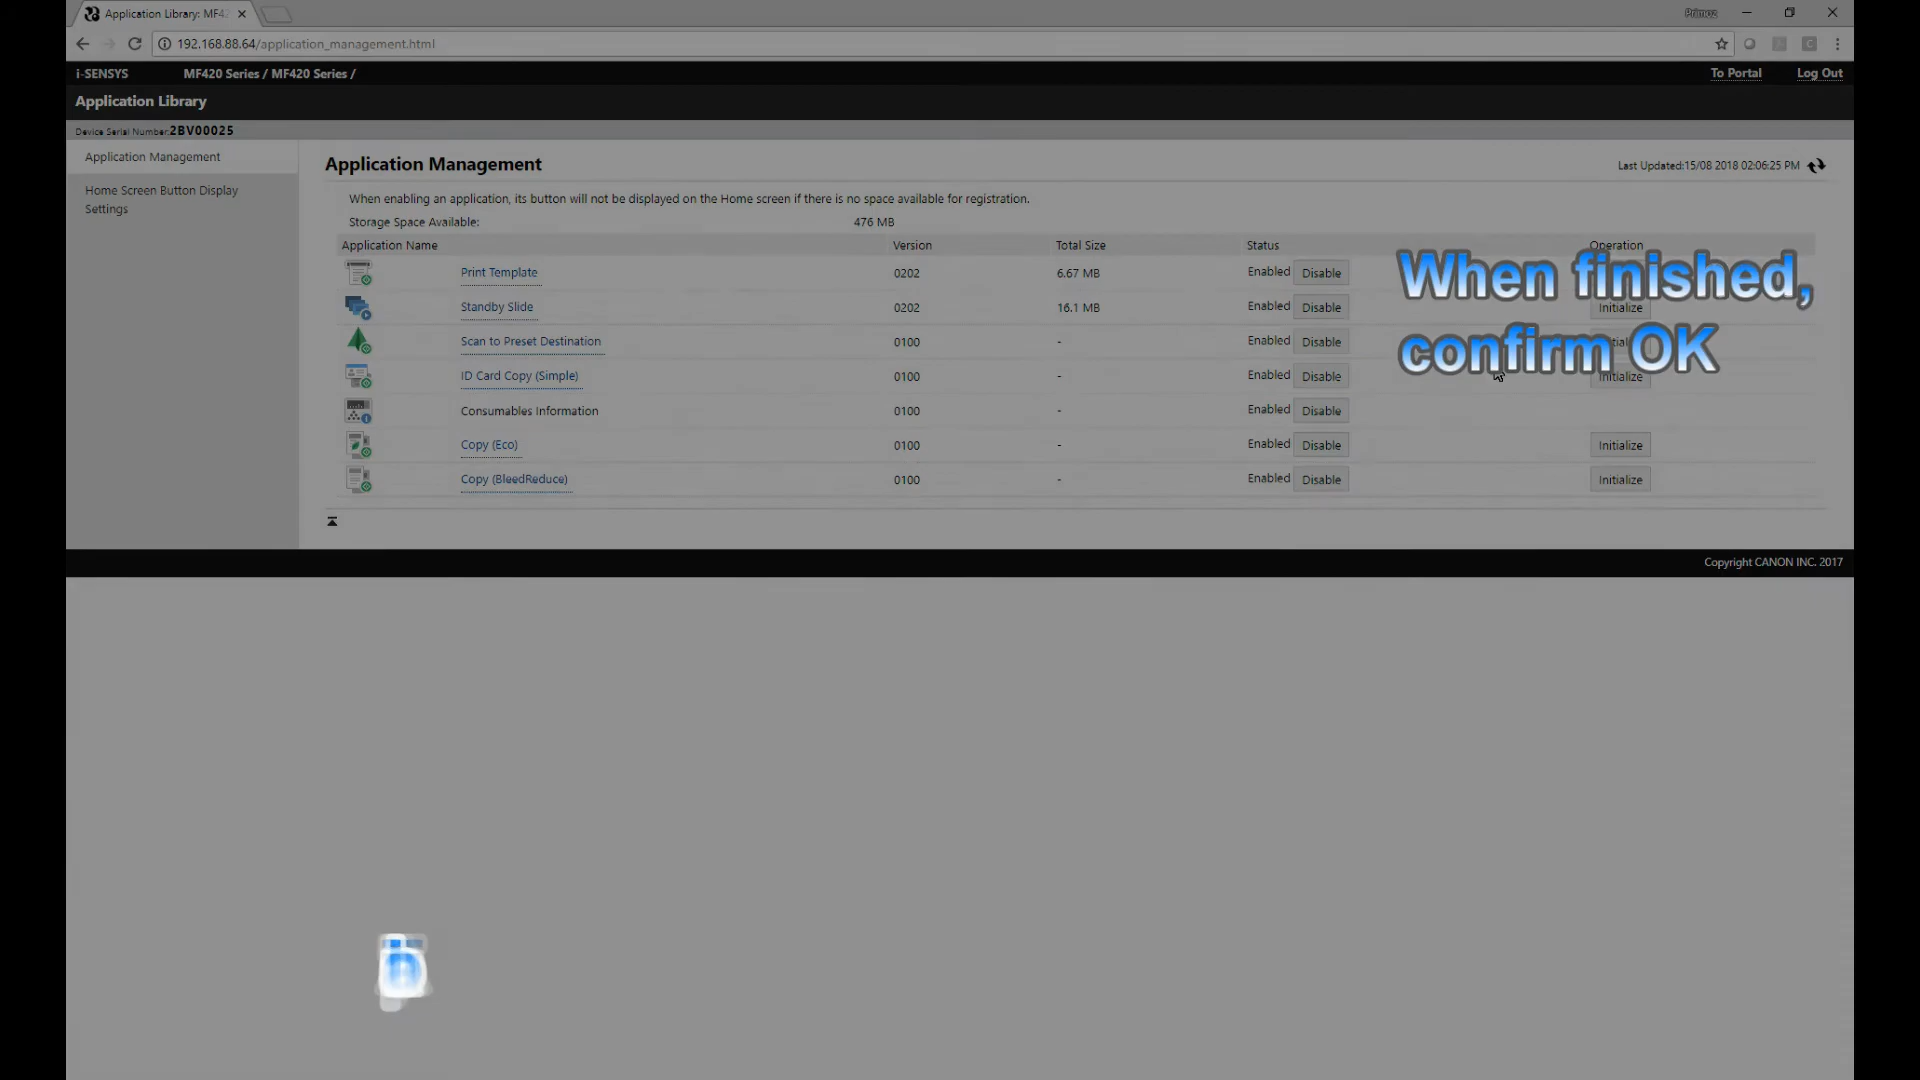 Application Library: MF42
Primoz
192.168.88.64/application_management.html
i-SENSYS MF420 Series / MF420 Series / To Portal Log Out
Application Library
Device Serial Number:2BV00025
Application Management
Home Screen Button Display
Settings
Application Management
Last Updated:15/08 2018 02:06:25 PM
When enabling an application, its button will not be displayed on the Home screen if there is no space available for registration.
Storage Space Available: 476 MB
Application Name Version Total Size Status Operation
Print Template 0202 6.67 MB Enabled Disable
Standby Slide 0202 16.1 MB Enabled Disable Initialize
Scan to Preset Destination 0100 - Enabled Disable
ID Card Copy (Simple) 0100 - Enabled Disable Initialize
Consumables Information 0100 - Enabled Disable
Copy (Eco) 0100 - Enabled Disable Initialize
Copy (BleedReduce) 0100 - Enabled Disable Initialize
When finished,
confirm OK
Copyright CANON INC. 2017